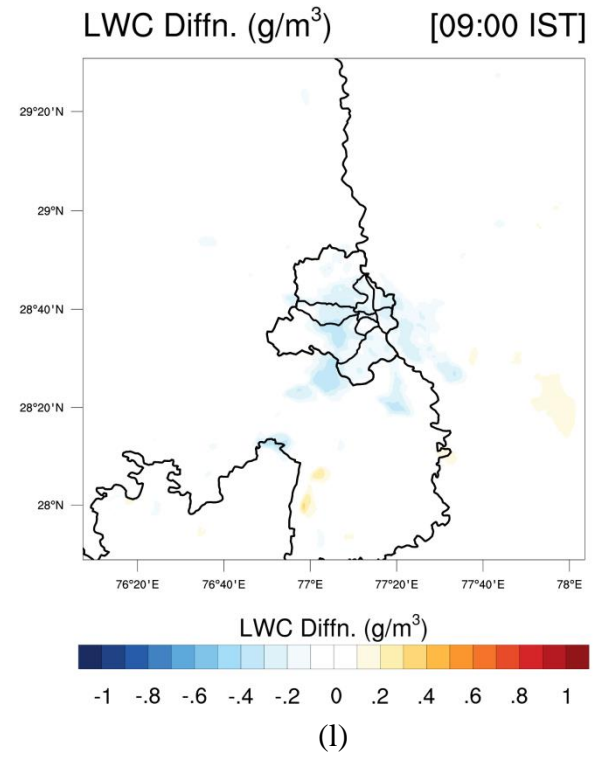 LWC Diffn. (g/m³) [09:00 IST]
29°20'N
29°N
28°40'N
28°20'N
28°N
76°20'E 76°40'E 77°E 77°20'E 77°40'E 78°E
LWC Diffn. (g/m³)
-1 -.8 -.6 -.4 -.2 0 .2 .4 .6 .8 1
(l)